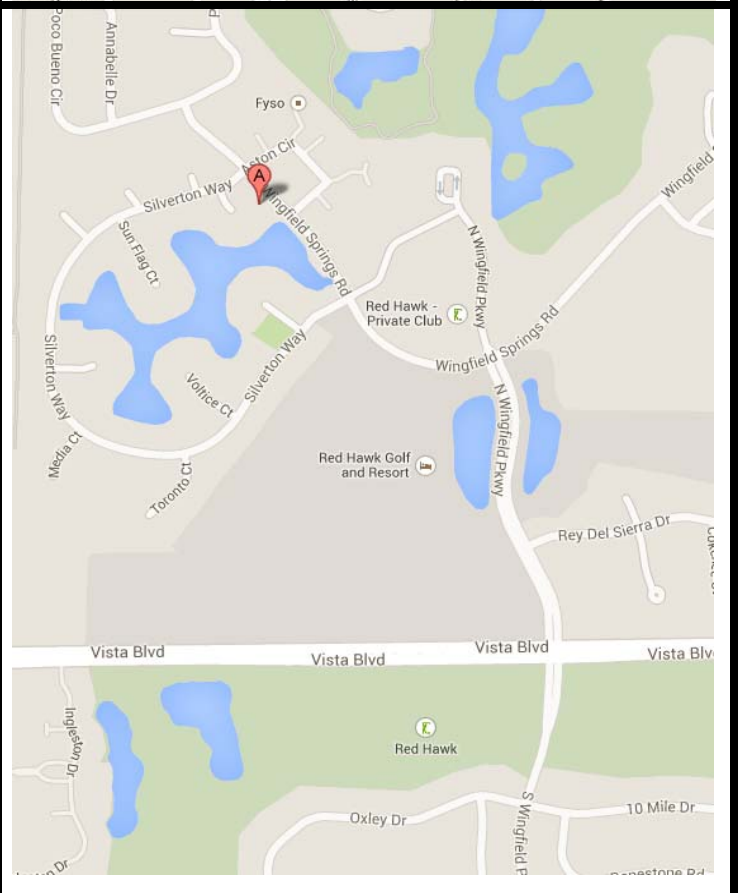 Poco Bueno Cir
Annabelle Dr
Fyso
Aston Cir
A
Silverton Way
Wingfield
Sun Flag Ct
Wingfield Springs Rd
N Wingfield Pkwy
Red Hawk -
Private Club
Wingfield Springs Rd
Silverton Way
Silverton Way
Voltice Ct
N Wingfield Pkwy
Media Ct
Red Hawk Golf
and Resort
Toronto Ct
Rey Del Sierra Dr
Vista Blvd
Vista Blvd
Vista Blvd
Vista Blv
Ingleston Dr
Red Hawk
Oxley Dr
S Wingfield P
10 Mile Dr